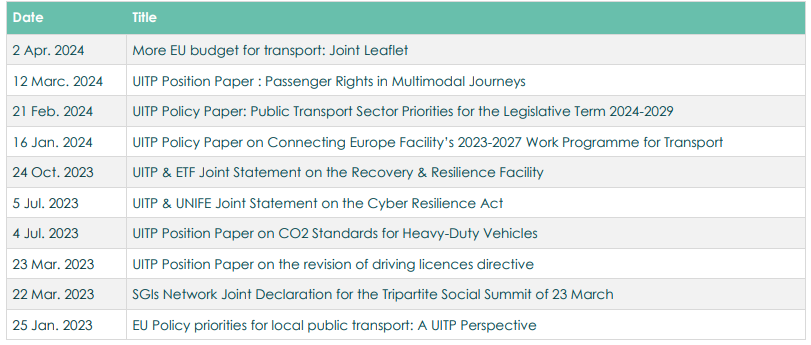 Date Title
2 Apr. 2024 More EU budget for transport: Joint Leaflet
12 Marc. 2024 UITP Position Paper : Passenger Rights in Multimodal Journeys
21 Feb. 2024 UITP Policy Paper: Public Transport Sector Priorities for the Legislative Term 2024-2029
16 Jan. 2024 UITP Policy Paper on Connecting Europe Facility's 2023-2027 Work Programme for Transport
24 Oct. 2023 UITP & ETF Joint Statement on the Recovery & Resilience Facility
5 Jul. 2023 UITP & UNIFE Joint Statement on the Cyber Resilience Act
4 Jul. 2023 UITP Position Paper on CO2 Standards for Heavy-Duty Vehicles
23 Mar. 2023 UITP Position Paper on the revision of driving licences directive
22 Mar. 2023 SGIs Network Joint Declaration for the Tripartite Social Summit of 23 March
25 Jan. 2023 EU Policy priorities for local public transport: A UITP Perspective